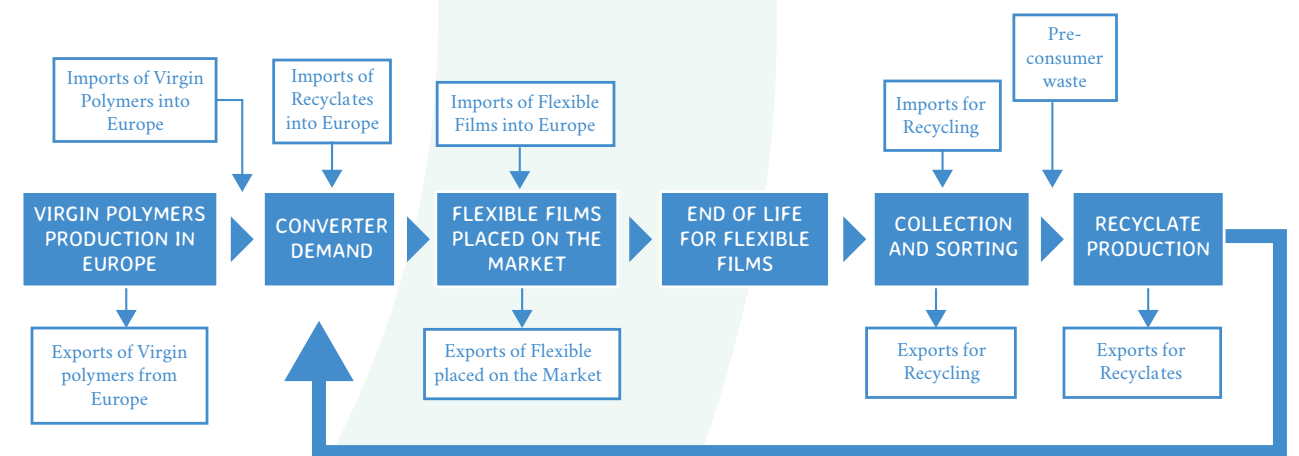 Pre-
consumer
waste
Imports of Virgin
Polymers into
Europe
Imports of
Recyclates
into Europe
Imports of Flexible
Films into Europe
Imports for
Recycling
VIRGIN POLYMERS
PRODUCTION IN
EUROPE
CONVERTER
DEMAND
FLEXIBLE FILMS
PLACED ON THE
MARKET
END OF LIFE
FOR FLEXIBLE
FILMS
COLLECTION
AND SORTING
RECYCLATE
PRODUCTION
Exports of Virgin
polymers from
Europe
Exports of Flexible
placed on the Market
Exports for
Recycling
Exports for
Recyclates